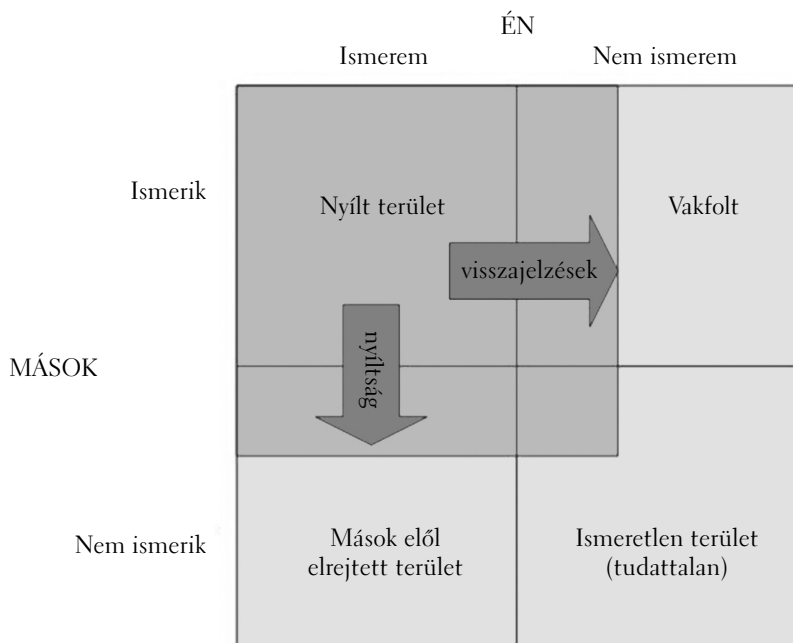 ÉN
Ismerem
Nem ismerem
Ismerik
Nyílt terület
Vakfolt
visszajelzések
nyíltság
MÁSOK
Nem ismerik
Mások elől
elrejtett terület
Ismeretlen terület
(tudattalan)